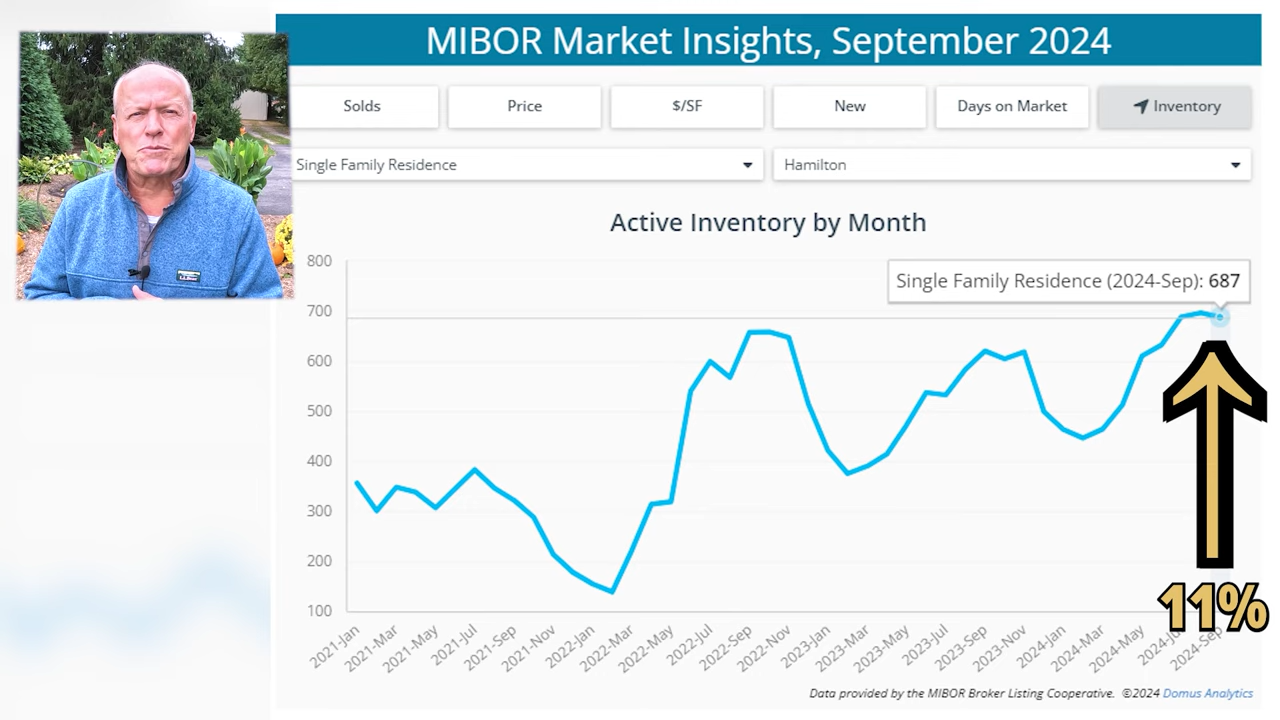 MIBOR Market Insights, September 2024
Solds
Price
$/SF
New
Days on Market
Inventory
Single Family Residence
Hamilton
Active Inventory by Month
Single Family Residence (2024-Sep): 687
800
700
600
500
400
300
200
100
11%
2021-Jan
2021-Mar
2021-May
2021-Jul
2021-Sep
2021-Nov
2022-Jan
2022-Mar
2022-May
2022-Jul
2022-Sep
2022-Nov
2023-Jan
2023-Mar
2023-May
2023-Jul
2023-Sep
2023-Nov
2024-Jan
2024-Mar
2024-May
2024-Sep
Data provided by the MIBOR Broker Listing Cooperative. ©2024 Domus Analytics